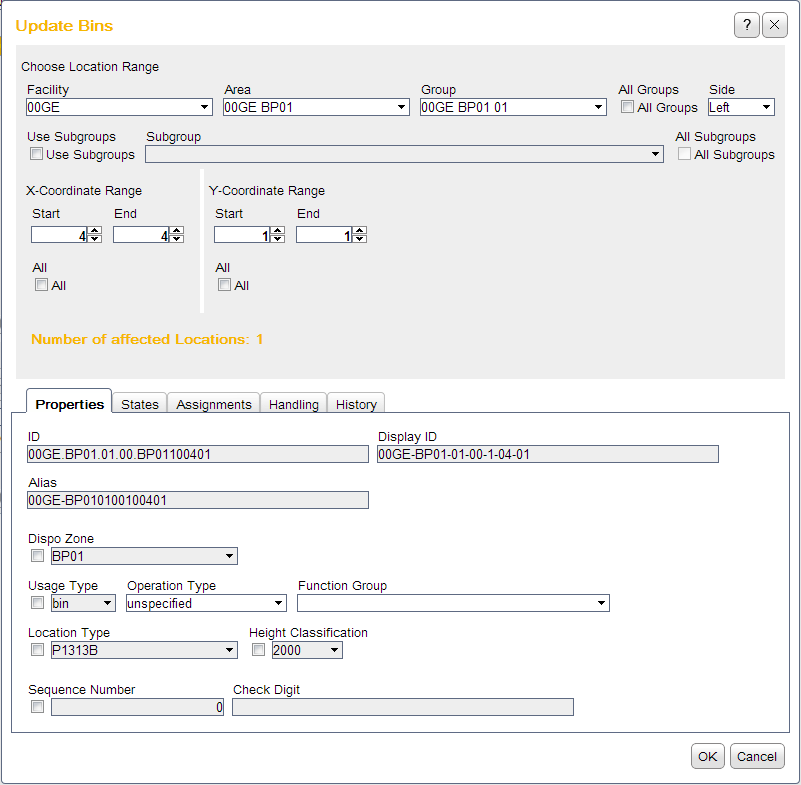 Update Bins
?
Choose Location Range
Facility Area Group All Groups Side
00GE 00GE BP01 00GE BP01 01 All Groups Left
Use Subgroups Subgroup All Subgroups
Use Subgroups All Subgroups
X-Coordinate Range Y-Coordinate Range
Start End Start End
4 4 1 1
All All
All All
Number of affected Locations: 1
Properties States Assignments Handling History
ID Display ID
00GE.BP01.01.00.BP01100401 00GE-BP01-01-00-1-04-01
Alias
00GE-BP010100100401
Dispo Zone
BP01
Usage Type Operation Type Function Group
bin unspecified
Location Type Height Classification
P1313B 2000
Sequence Number Check Digit
0
OK Cancel